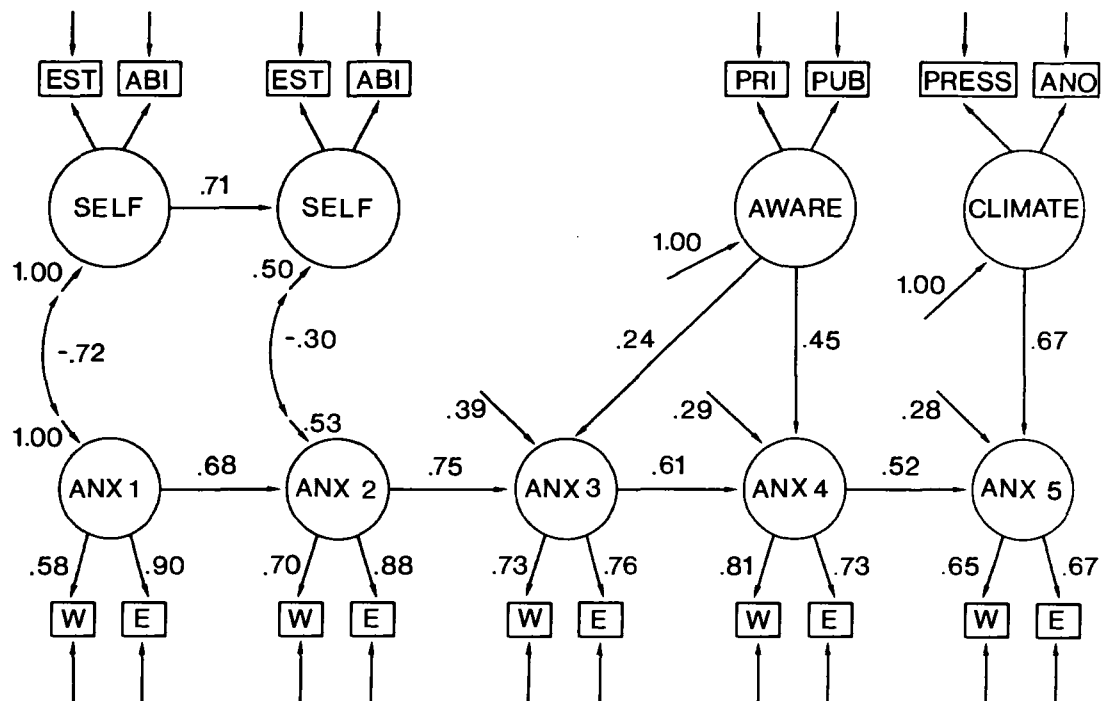 EST ABI EST ABI PRI PUB PRESS ANO
.71
SELF SELF AWARE CLIMATE
1.00 .50 1.00 1.00
-.72 -.30 .24 .45 .67
1.00 .53 .39 .29 .28
.68 .75 .61 .52
ANX 1 ANX 2 ANX 3 ANX 4 ANX 5
.58 .90 .70 .88 .73 .76 .81 .73 .65 .67
W E W E W E W E W E